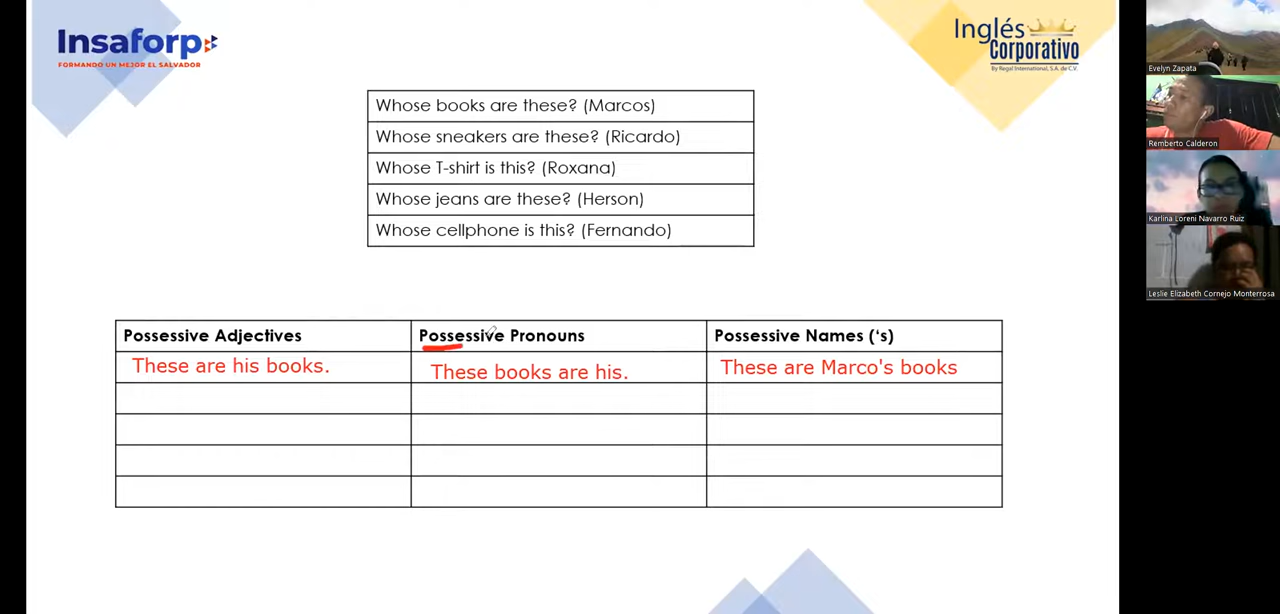 Insaforp
FORMANDO UN MEJOR EL SALVADOR
Inglés
Corporativo
By Regal International, S.A. de C.V.
Evelyn Zapata
Remberto Calderon
Karlina Loreni Navarro Ruiz
Leslie Elizabeth Cornejo Monterrosa
Whose books are these? (Marcos)
Whose sneakers are these? (Ricardo)
Whose T-shirt is this? (Roxana)
Whose jeans are these? (Herson)
Whose cellphone is this? (Fernando)
Possessive Adjectives Possessive Pronouns Possessive Names (‘s)
These are his books. These books are his. These are Marco's books